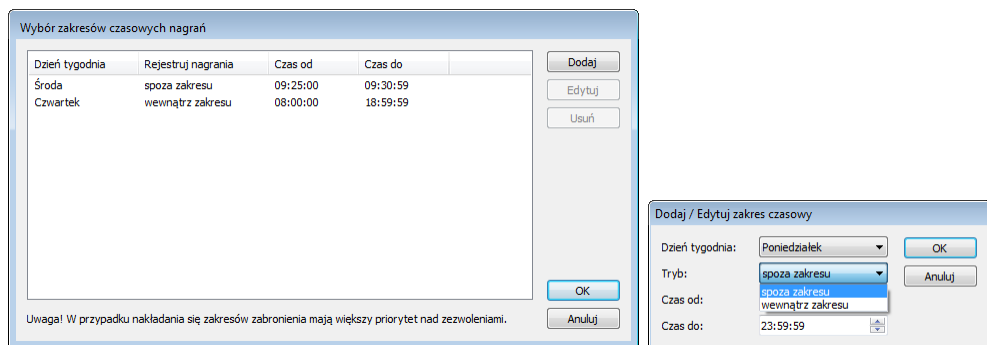 Wybór zakresów czasowych nagrań
Dzień tygodnia Rejestruj nagrania Czas od Czas do
Środa spoza zakresu 09:25:00 09:30:59
Czwartek wewnątrz zakresu 08:00:00 18:59:59
Dodaj
Edytuj
Usuń
OK
Anuluj
Uwaga! W przypadku nakładania się zakresów zabronienia mają większy priorytet nad zezwoleniami.
Dodaj / Edytuj zakres czasowy
Dzień tygodnia: Poniedziałek
Tryb: spoza zakresu
spoza zakresu
wewnątrz zakresu
Czas od:
Czas do: 23:59:59
OK
Anuluj